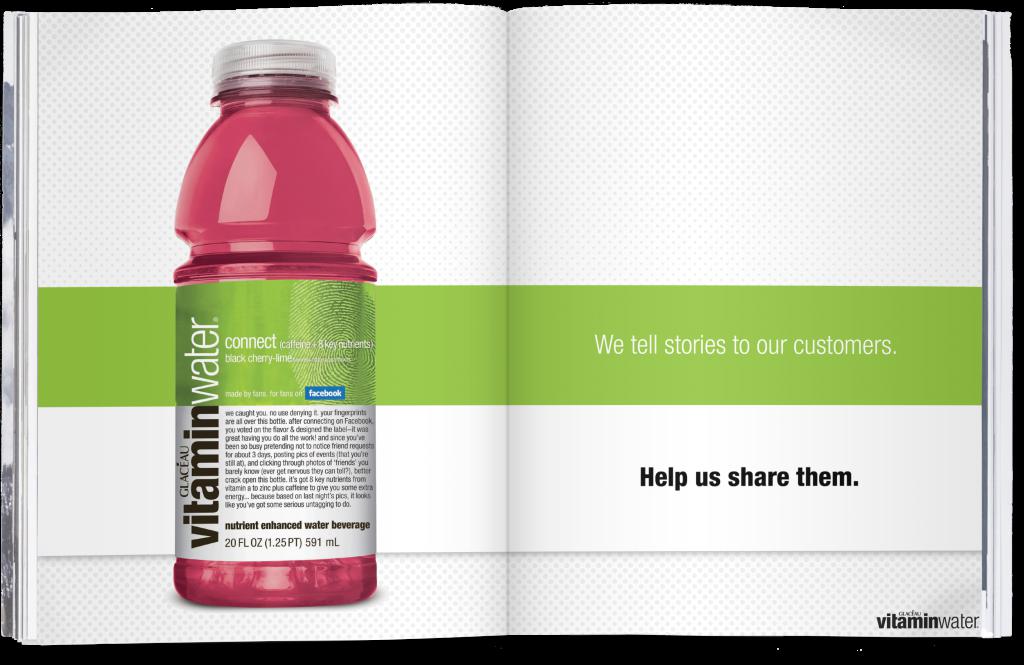 GLACÉAU
vitaminwater®
connect (caffeine + 8 key nutrients)
black cherry-lime
made by fans. for fans on facebook
we caught you. no use denying it. your fingerprints
are all over this bottle. after connecting on Facebook,
you voted on the flavor & designed the label–it was
great having you do all the work! and since you've
been so busy pretending not to notice friend requests
for about 3 days, posting pics of events (that you're
still at), and clicking through photos of 'friends' you
barely know (ever get nervous they can tell?), better
crack open this bottle. it's got 8 key nutrients from
vitamin a to zinc plus caffeine to give you some extra
energy... because based on last night's pics, it looks
like you've got some serious untagging to do.
nutrient enhanced water beverage
20 FL OZ (1.25 PT) 591 mL
We tell stories to our customers.
Help us share them.
GLACÉAU
vitaminwater